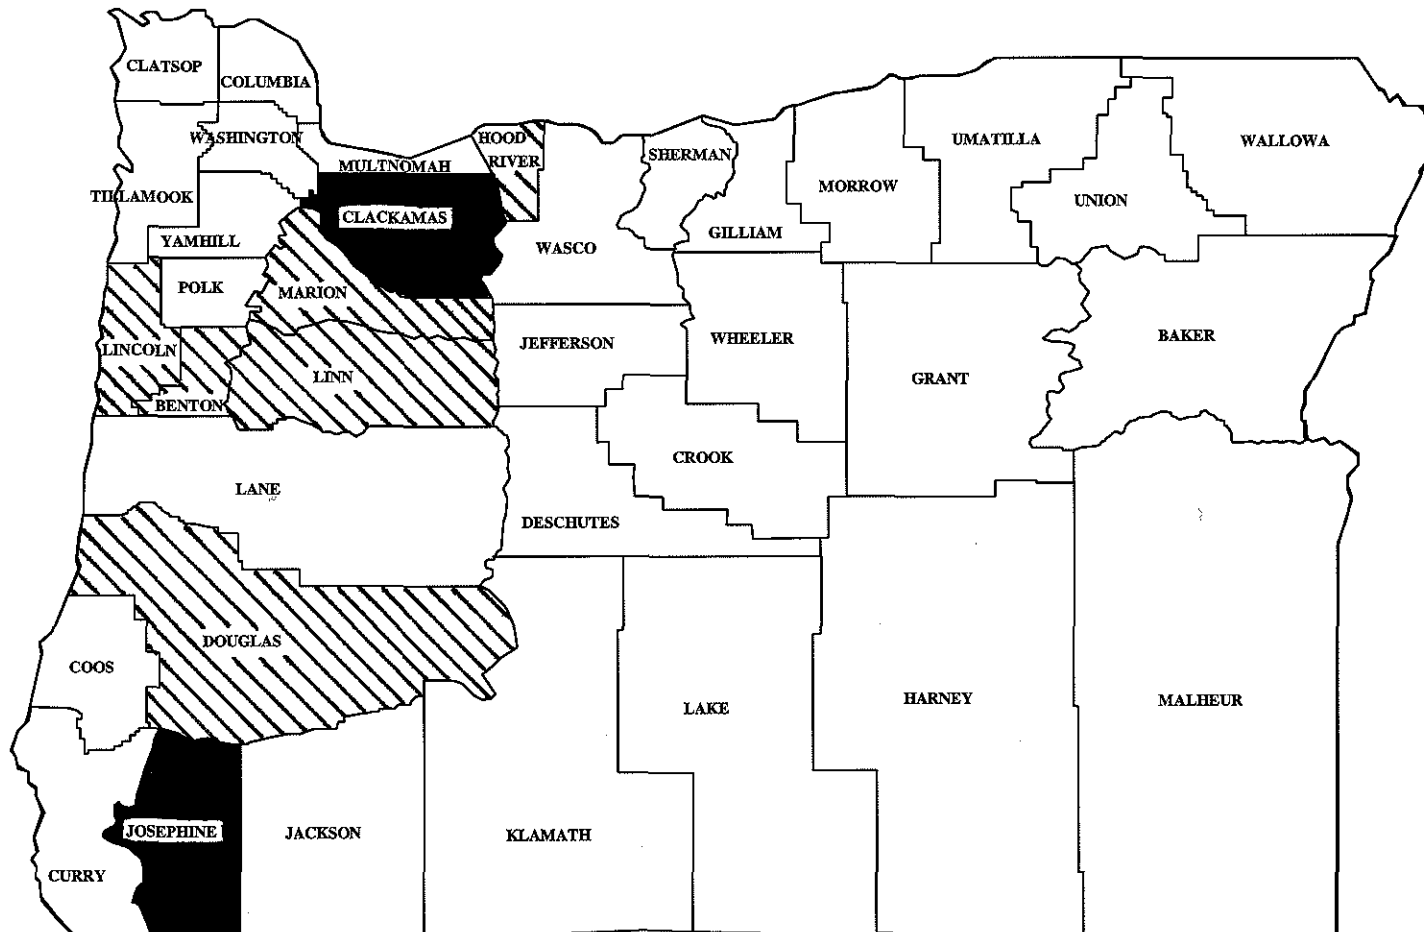 CLATSOP
COLUMBIA
WASHINGTON
TILLAMOOK
YAMHILL
MULTNOMAH
HOOD
RIVER
CLACKAMAS
POLK
MARION
LINCOLN
BENTON
LINN
LANE
DOUGLAS
COOS
CURRY
JOSEPHINE
JACKSON
KLAMATH
LAKE
HARNEY
MALHEUR
DESCHUTES
CROOK
JEFFERSON
WASCO
SHERMAN
GILLIAM
WHEELER
MORROW
UMATILLA
UNION
WALLOWA
GRANT
BAKER